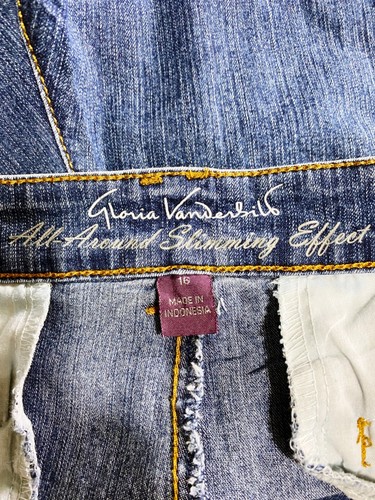 Gloria Vanderbilt
All-Around Slimming Effect
16
MADE IN
INDONESIA